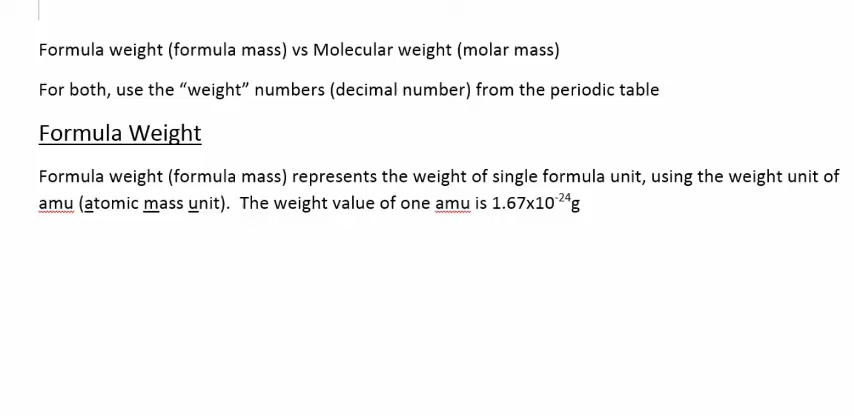 Formula weight (formula mass) vs Molecular weight (molar mass)
For both, use the “weight” numbers (decimal number) from the periodic table
Formula Weight
Formula weight (formula mass) represents the weight of single formula unit, using the weight unit of
amu (atomic mass unit).  The weight value of one amu is 1.67x10⁻²⁴g